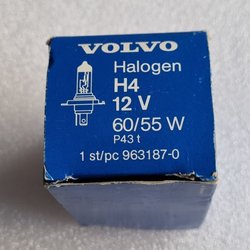 VOLVO
Halogen
H4
12 V
60/55 W
P43 t
1 st/pc 963187-0